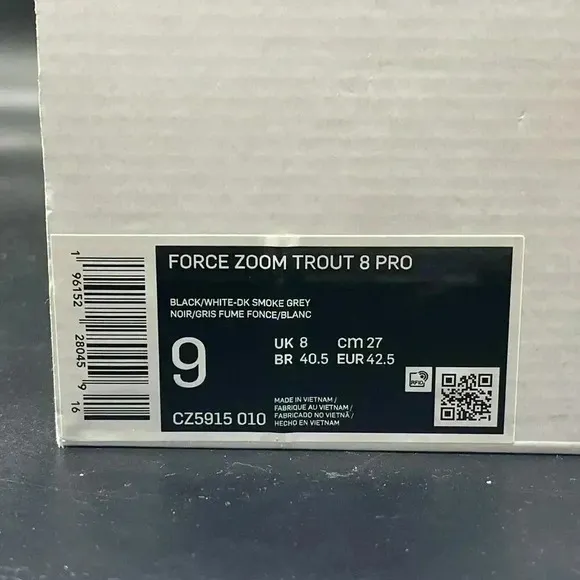 1 96152 28045 9 16
FORCE ZOOM TROUT 8 PRO
BLACK/WHITE-DK SMOKE GREY
NOIR/GRIS FUME FONCE/BLANC
9
UK 8 cm 27
BR 40.5 EUR 42.5
CZ5915 010
MADE IN VIETNAM /
FABRIQUE AU VIETNAM /
FABRICADO NO VIETNÃ /
HECHO EN VIETNAM
RFID